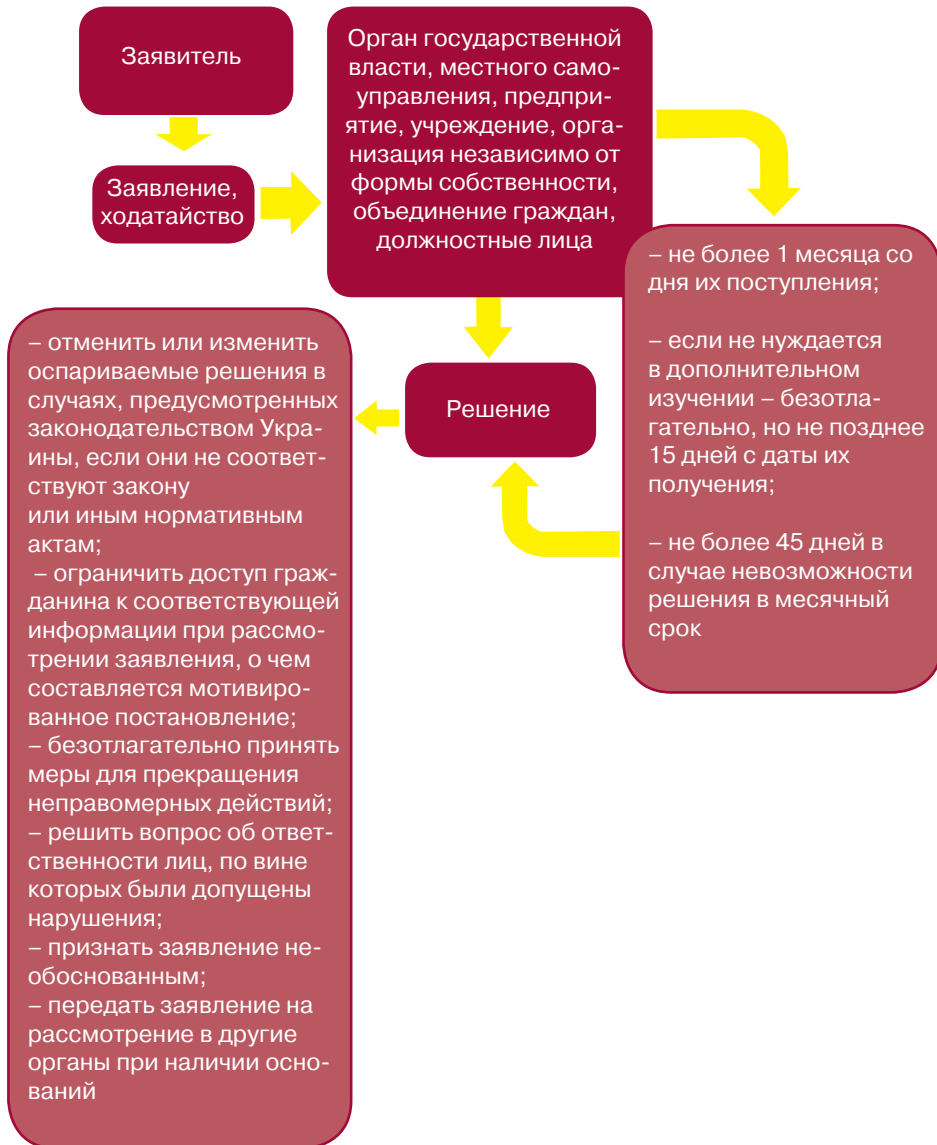 Заявитель
Заявление,
ходатайство
Орган государственной
власти, местного само-
управления, предпри-
ятие, учреждение, орга-
низация независимо от
формы собственности,
объединение граждан,
должностные лица
– не более 1 месяца со
дня их поступления;
– если не нуждается
в дополнительном
изучении – безотла-
гательно, но не позднее
15 дней с даты их
получения;
– не более 45 дней в
случае невозможности
решения в месячный
срок
Решение
– отменить или изменить
оспариваемые решения в
случаях, предусмотренных
законодательством Укра-
ины, если они не соответ-
ствуют закону
или иным нормативным
актам;
– ограничить доступ граж-
данина к соответствующей
информации при рассмо-
трении заявления, о чем
составляется мотивиро-
ванное постановление;
– безотлагательно принять
меры для прекращения
неправомерных действий;
– решить вопрос об ответ-
ственности лиц, по вине
которых были допущены
нарушения;
– признать заявление не-
обоснованным;
– передать заявление на
рассмотрение в другие
органы при наличии осно-
ваний